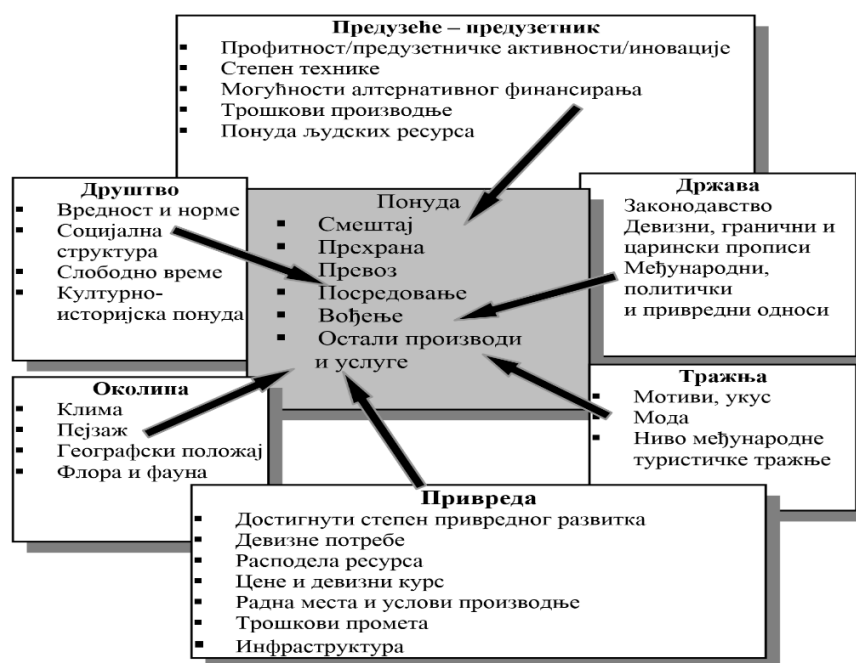 Предузеће – предузетник
Профитност/предузетничке активности/иновације
Степен технике
Могућности алтернативног финансирања
Трошкови производње
Понуда људских ресурса
Друштво
Вредност и норме
Социјална
структура
Слободно време
Културно-
историјска понуда
Понуда
Смештај
Прехрана
Превоз
Посредовање
Вођење
Остали производи
и услуге
Држава
Законодавство
Девизни, гранични и
царински прописи
Међународни,
политички
и привредни односи
Околина
Клима
Пејзаж
Географски положај
Флора и фауна
Тражња
Мотиви, укус
Мода
Ниво међународне
туристичке тражње
Привреда
Достигнути степен привредног развитка
Девизне потребе
Расподела ресурса
Цене и девизни курс
Радна места и услови производње
Трошкови промета
Инфраструктура